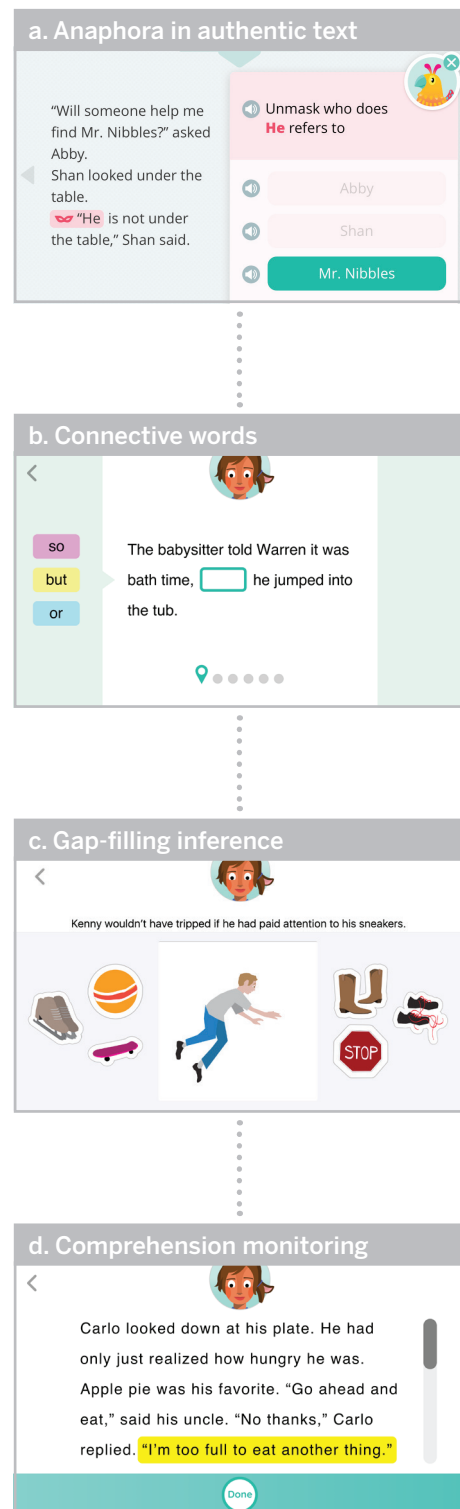 a. Anaphora in authentic text
“Will someone help me
find Mr. Nibbles?” asked
Abby.
Shan looked under the
table.
“He is not under
the table,” Shan said.
Unmask who does
He refers to
Abby
Shan
Mr. Nibbles
b. Connective words
so
but
or
The babysitter told Warren it was
bath time, he jumped into
the tub.
c. Gap-filling inference
Kenny wouldn’t have tripped if he had paid attention to his sneakers.
STOP
d. Comprehension monitoring
Carlo looked down at his plate. He had
only just realized how hungry he was.
Apple pie was his favorite. “Go ahead and
eat,” said his uncle. “No thanks,” Carlo
replied. “I’m too full to eat another thing.”
Done